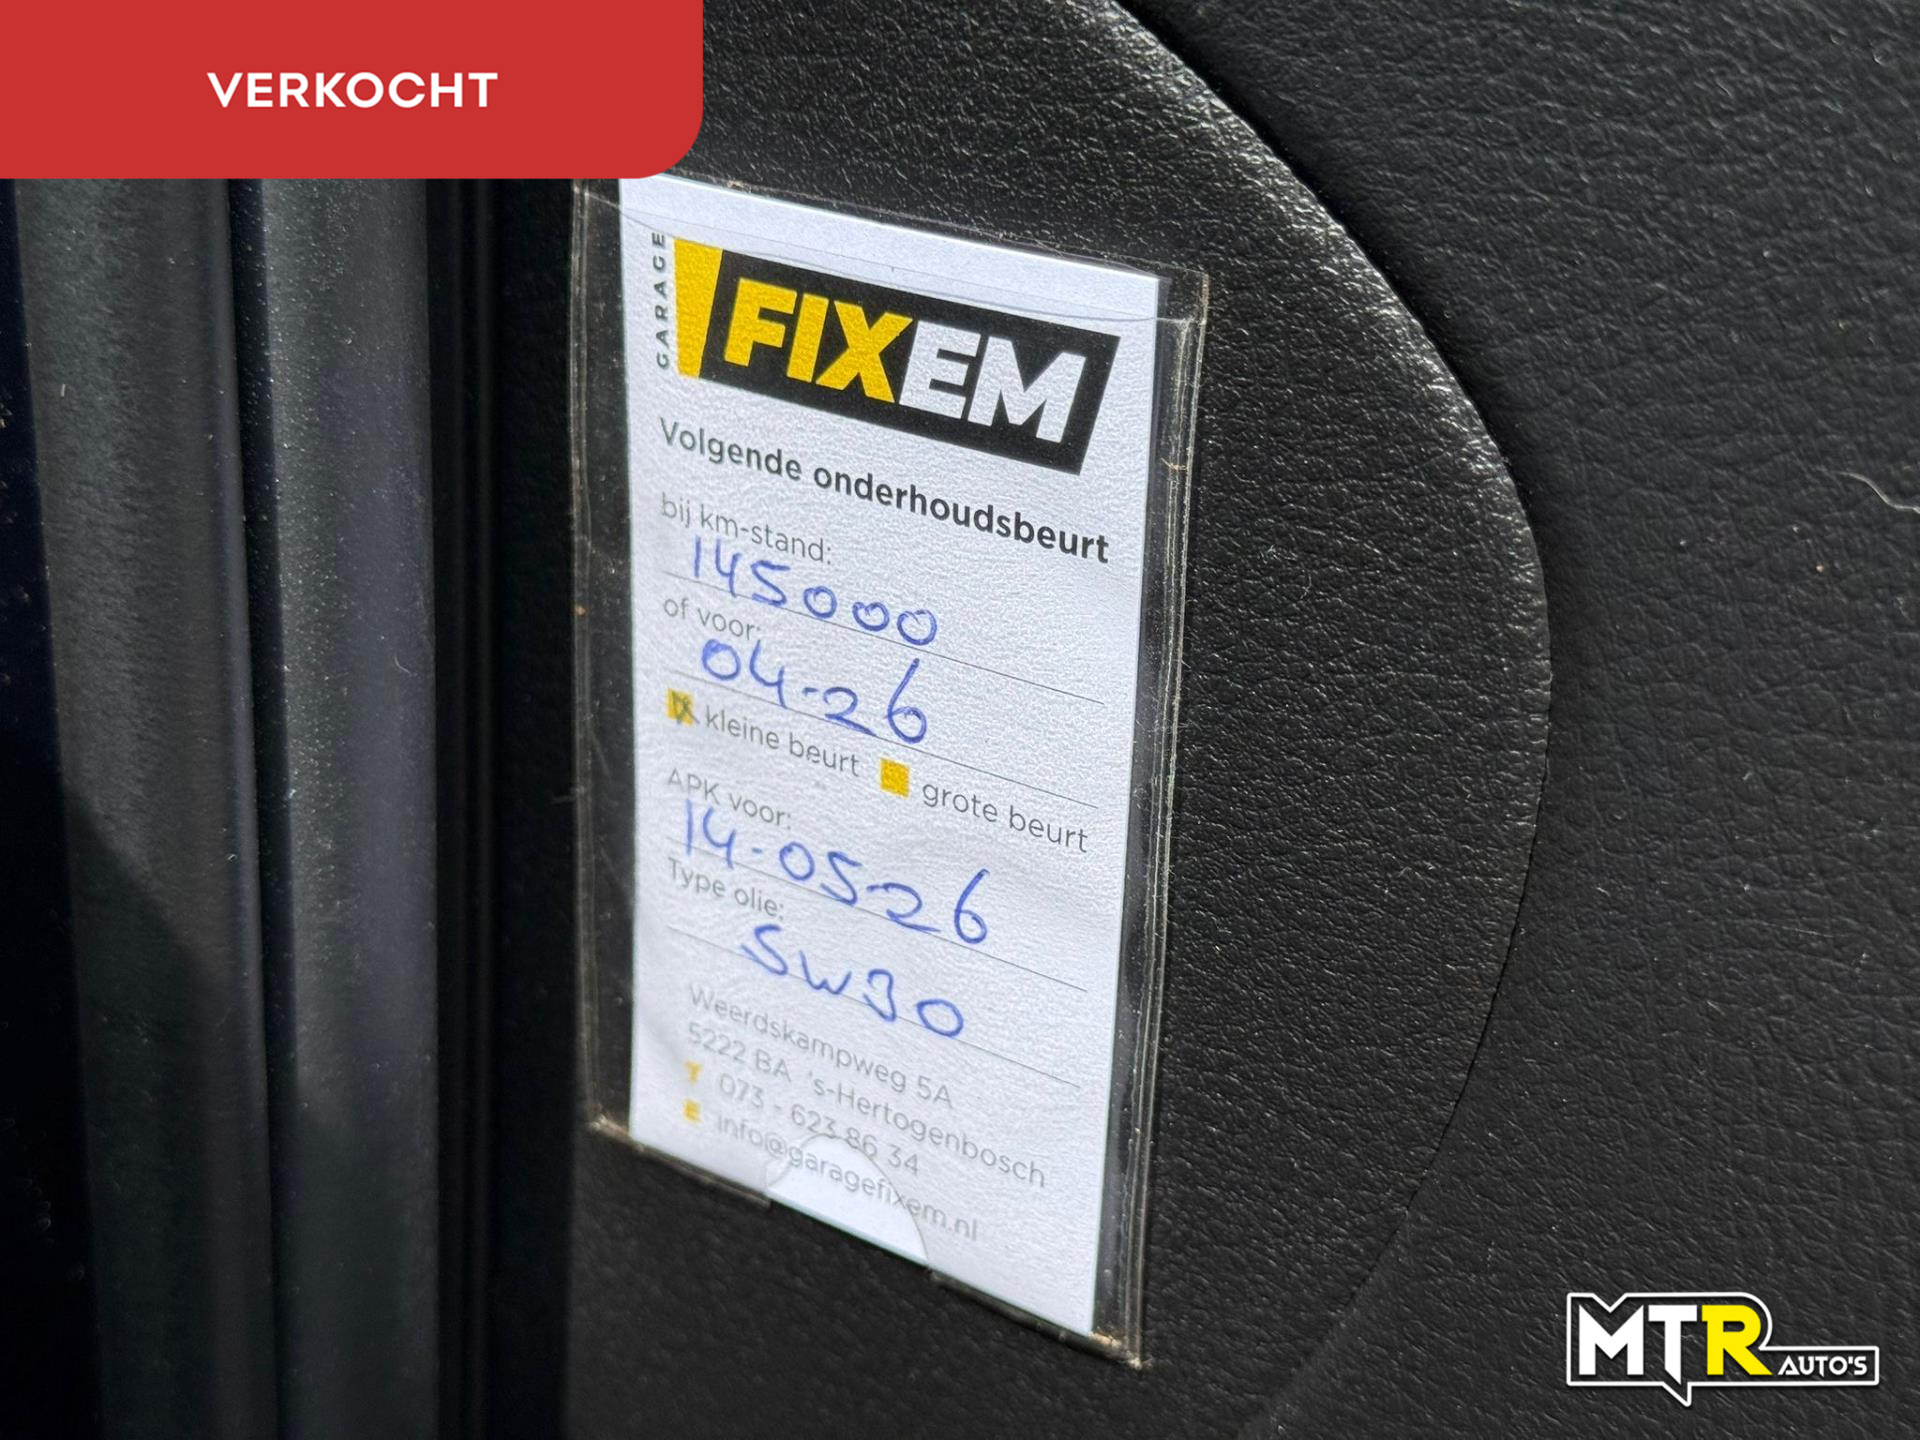 VERKOCHT
GARAGE
FIXEM
Volgende onderhoudsbeurt
bij km-stand:
145000
of voor:
04-26
kleine beurt grote beurt
APK voor:
14-05-26
Type olie:
5W30
Weerdskampweg 5A
5222 BA 's-Hertogenbosch
T 073 - 623 86 34
E info@garagefixem.nl
MTR AUTO'S